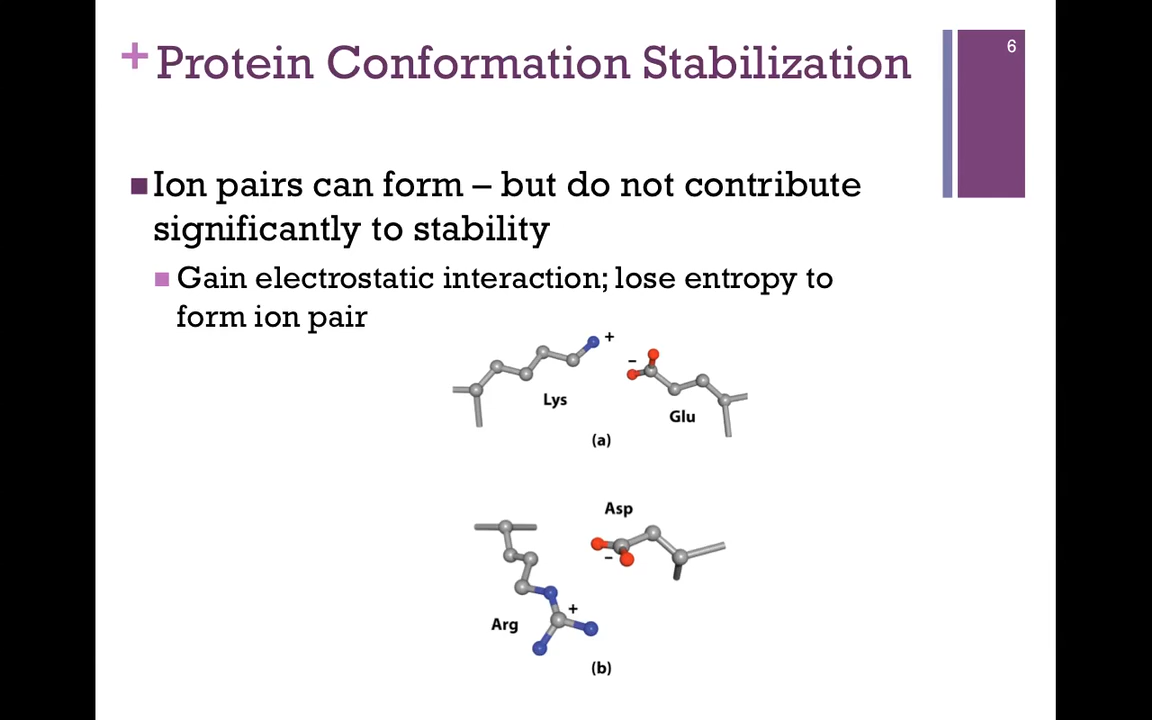 + Protein Conformation Stabilization
6
Ion pairs can form – but do not contribute
significantly to stability
Gain electrostatic interaction; lose entropy to
form ion pair
+
–
Lys
Glu
(a)
Asp
–
+
Arg
(b)